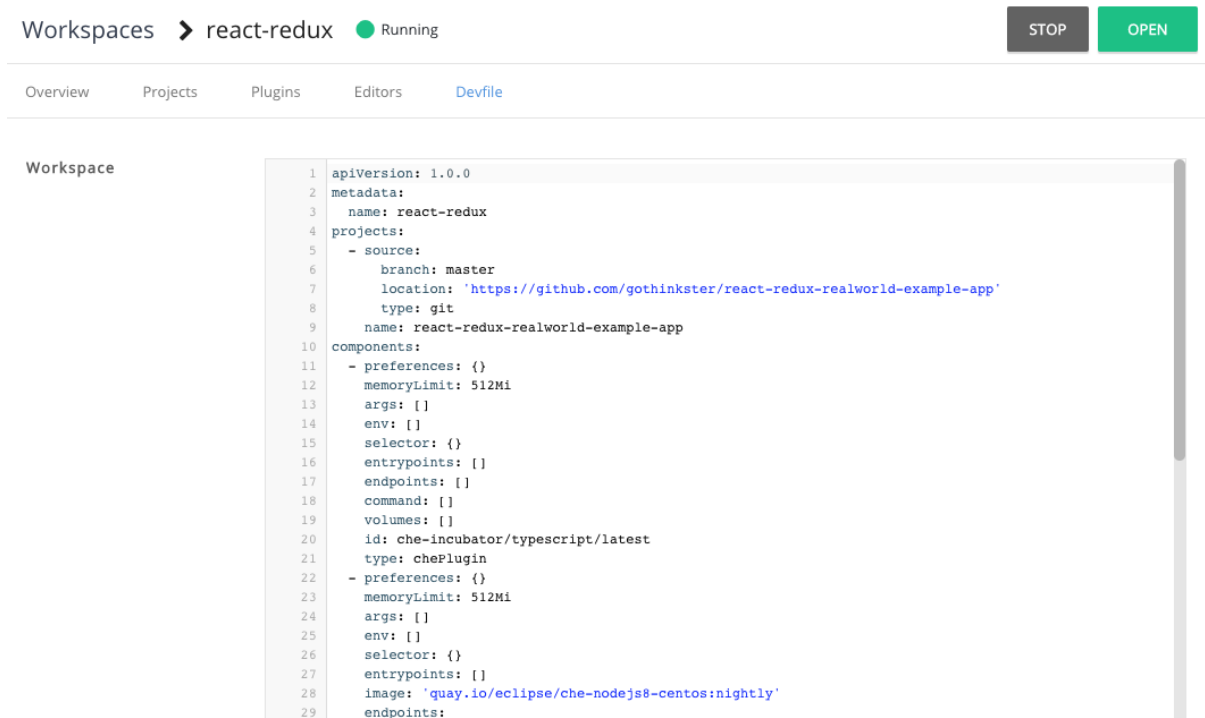 Workspaces > react-redux Running STOP OPEN
Overview Projects Plugins Editors Devfile
Workspace
1 apiVersion: 1.0.0
2 metadata:
3   name: react-redux
4 projects:
5   - source:
6       branch: master
7       location: 'https://github.com/gothinkster/react-redux-realworld-example-app'
8       type: git
9     name: react-redux-realworld-example-app
10 components:
11   - preferences: {}
12     memoryLimit: 512Mi
13     args: []
14     env: []
15     selector: {}
16     entrypoints: []
17     endpoints: []
18     command: []
19     volumes: []
20     id: che-incubator/typescript/latest
21     type: chePlugin
22   - preferences: {}
23     memoryLimit: 512Mi
24     args: []
25     env: []
26     selector: {}
27     entrypoints: []
28     image: 'quay.io/eclipse/che-nodejs8-centos:nightly'
29     endpoints: